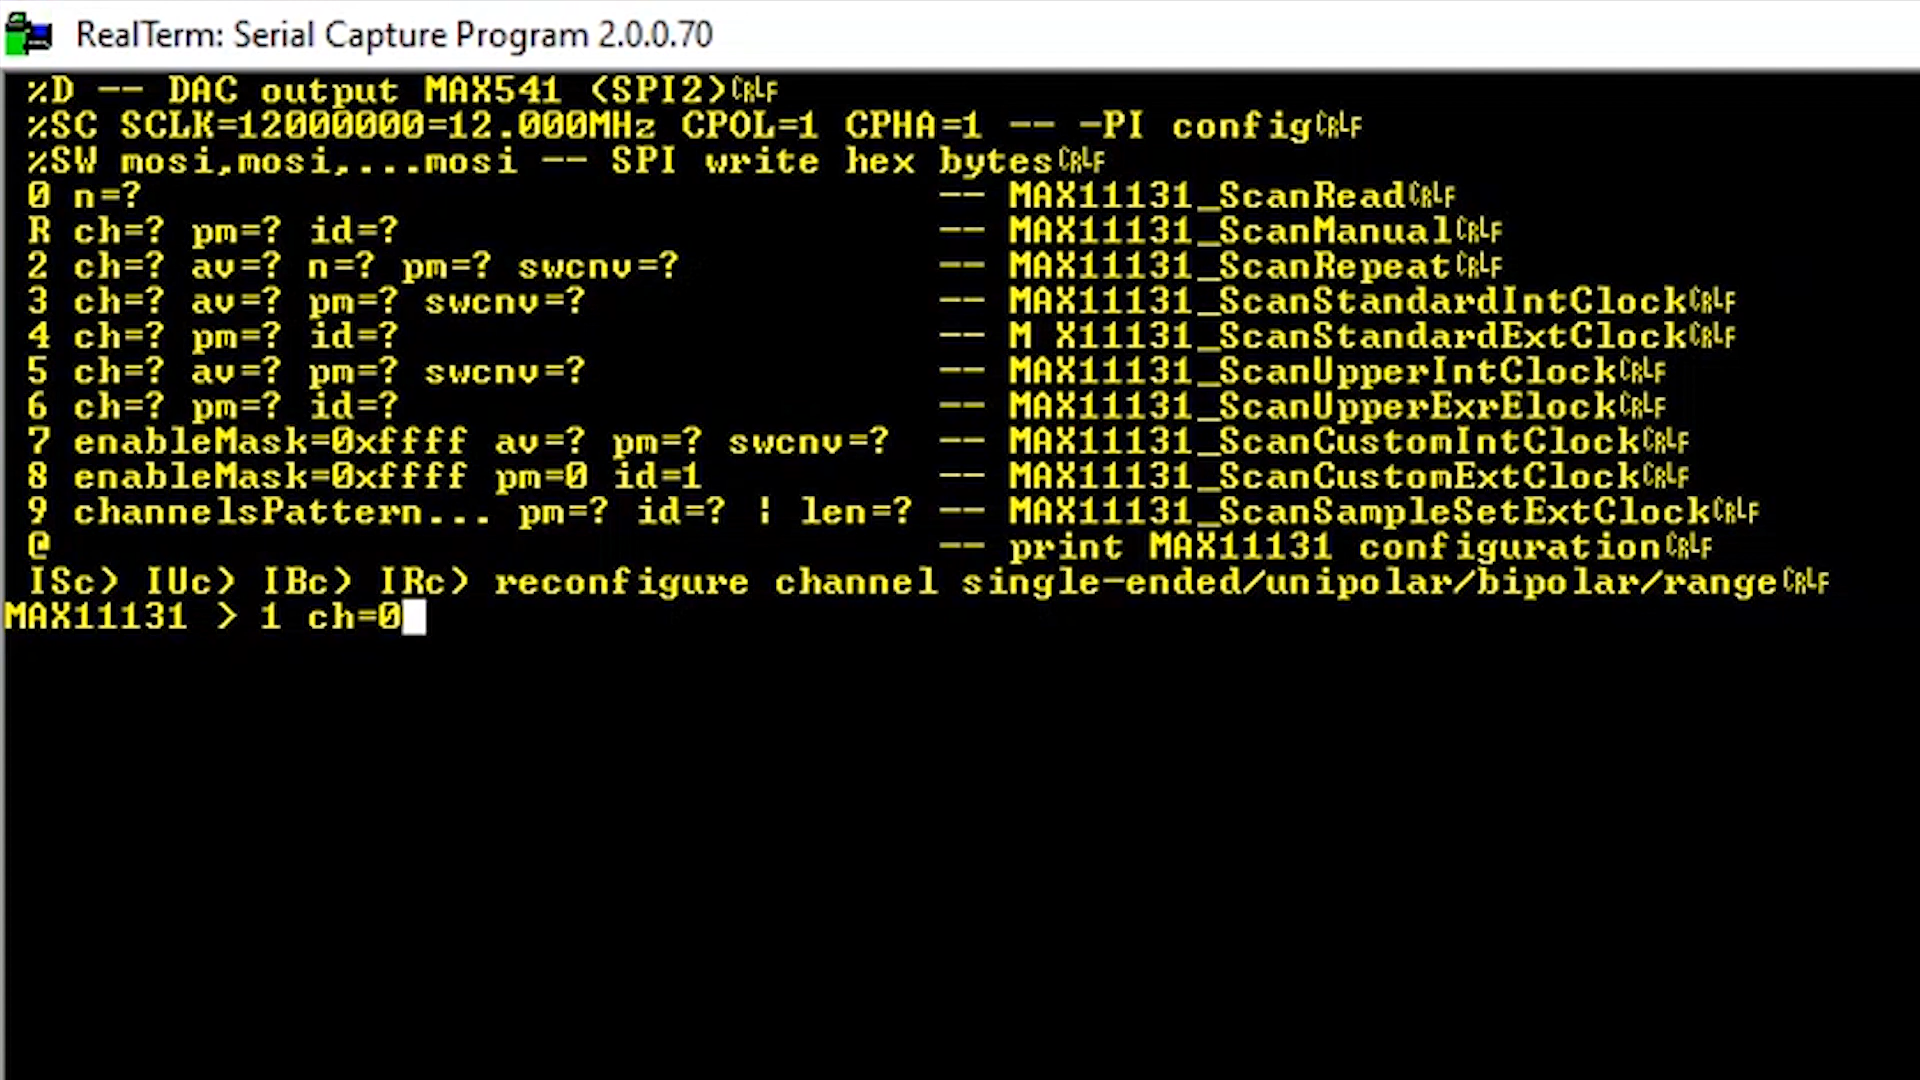 RealTerm: Serial Capture Program 2.0.0.70
%D -- DAC output MAX541 (SPI2)CRLF
%SC SCLK=12000000=12.000MHz CPOL=1 CPHA=1 -- -PI configCRLF
%SW mosi,mosi,...mosi -- SPI write hex bytesCRLF
0 n=? -- MAX11131_ScanReadCRLF
R ch=? pm=? id=? -- MAX11131_ScanManualCRLF
2 ch=? av=? n=? pm=? swcnv=? -- MAX11131_ScanRepeatCRLF
3 ch=? av=? pm=? swcnv=? -- MAX11131_ScanStandardIntClockCRLF
4 ch=? pm=? id=? -- M X11131_ScanStandardExtClockCRLF
5 ch=? av=? pm=? swcnv=? -- MAX11131_ScanUpperIntClockCRLF
6 ch=? pm=? id=? -- MAX11131_ScanUpperExrElockCRLF
7 enableMask=0xffff av=? pm=? swcnv=? -- MAX11131_ScanCustomIntClockCRLF
8 enableMask=0xffff pm=0 id=1 -- MAX11131_ScanCustomExtClockCRLF
9 channelsPattern... pm=? id=? | len=? -- MAX11131_ScanSampleSetExtClockCRLF
@ -- print MAX11131 configurationCRLF
ISc> IUc> IBc> IRc> reconfigure channel single-ended/unipolar/bipolar/rangeCRLF
MAX11131 > 1 ch=0